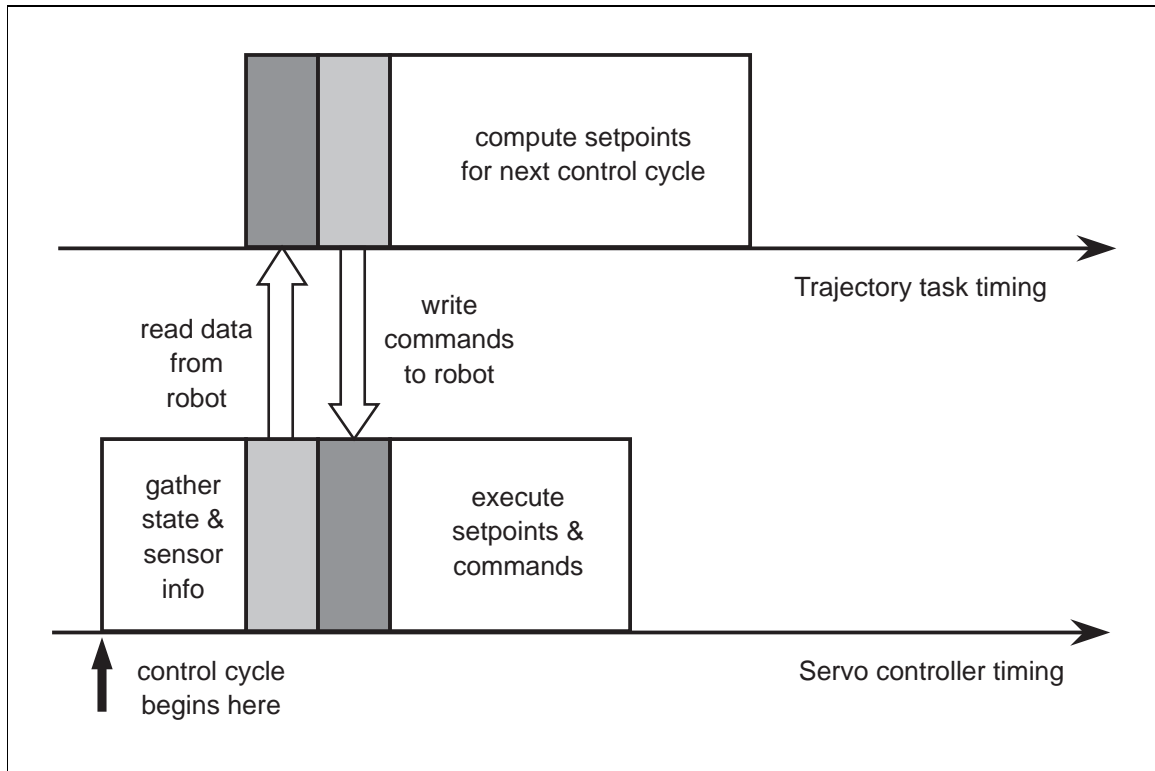 compute setpoints
for next control cycle
Trajectory task timing
read data
from
robot
write
commands
to robot
gather
state &
sensor
info
execute
setpoints &
commands
control cycle
begins here
Servo controller timing